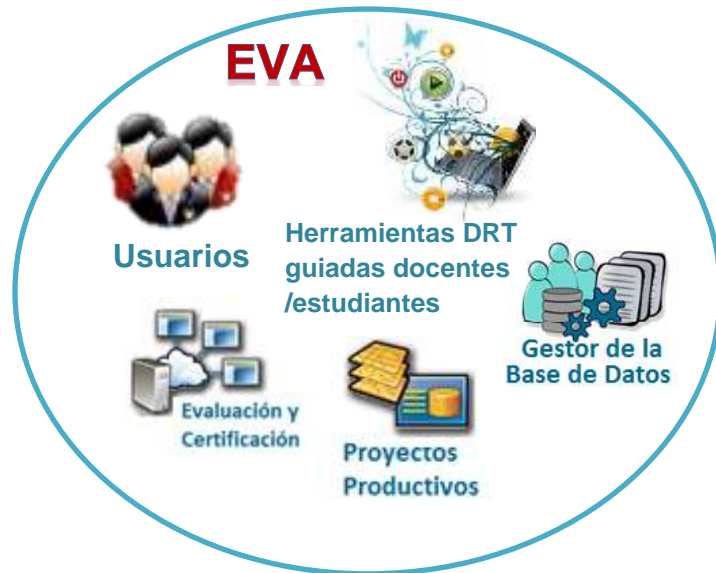 EVA
Usuarios
Herramientas DRT
guiadas docentes
/estudiantes
Gestor de la
Base de Datos
Evaluación y
Certificación
Proyectos
Productivos